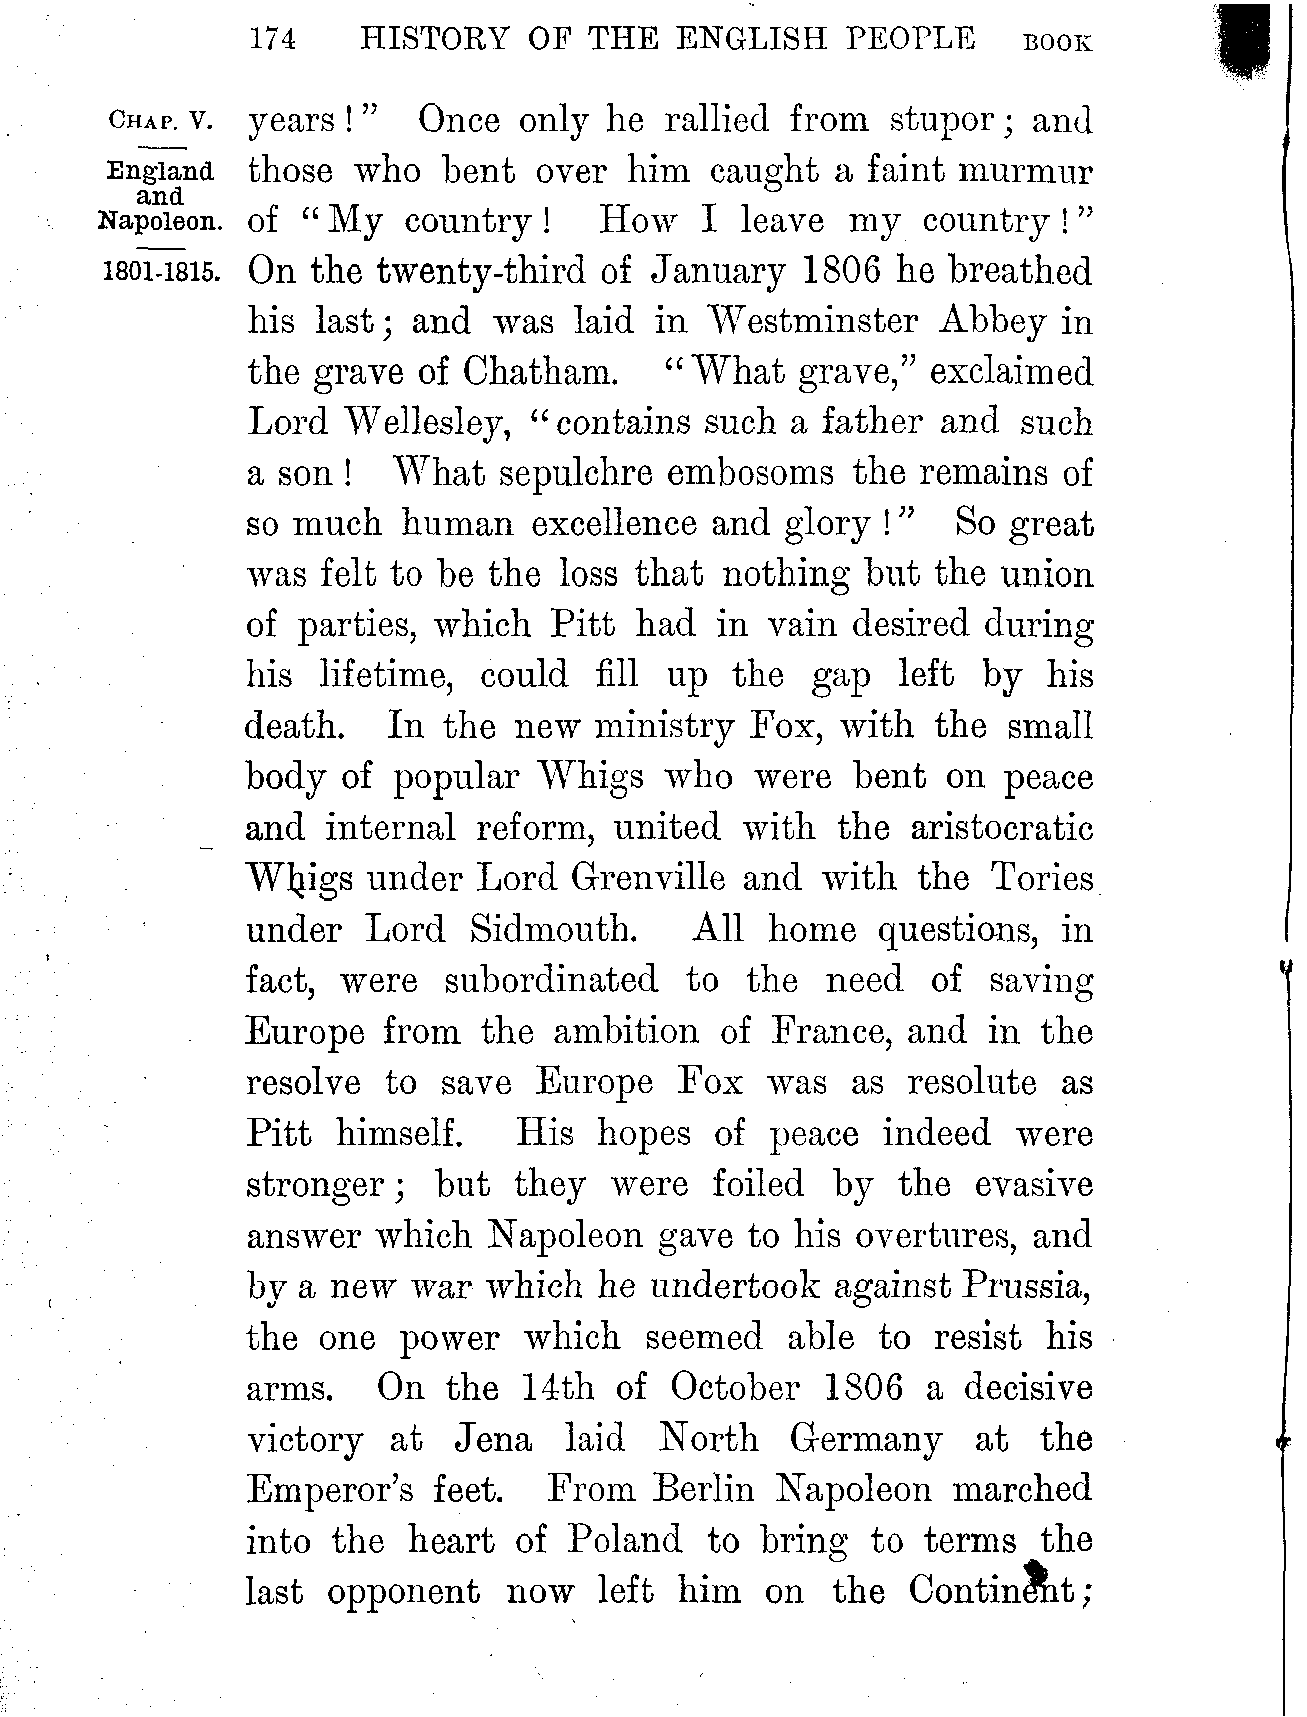 174 HISTORY OF THE ENGLISH PEOPLE BOOK
CHAP. V.
England
and
Napoleon.
1801-1815.
years!" Once only he rallied from stupor; and
those who bent over him caught a faint murmur
of "My country! How I leave my country!"
On the twenty-third of January 1806 he breathed
his last; and was laid in Westminster Abbey in
the grave of Chatham. "What grave," exclaimed
Lord Wellesley, "contains such a father and such
a son! What sepulchre embosoms the remains of
so much human excellence and glory!" So great
was felt to be the loss that nothing but the union
of parties, which Pitt had in vain desired during
his lifetime, could fill up the gap left by his
death. In the new ministry Fox, with the small
body of popular Whigs who were bent on peace
and internal reform, united with the aristocratic
Whigs under Lord Grenville and with the Tories
under Lord Sidmouth. All home questions, in
fact, were subordinated to the need of saving
Europe from the ambition of France, and in the
resolve to save Europe Fox was as resolute as
Pitt himself. His hopes of peace indeed were
stronger; but they were foiled by the evasive
answer which Napoleon gave to his overtures, and
by a new war which he undertook against Prussia,
the one power which seemed able to resist his
arms. On the 14th of October 1806 a decisive
victory at Jena laid North Germany at the
Emperor's feet. From Berlin Napoleon marched
into the heart of Poland to bring to terms the
last opponent now left him on the Continent;